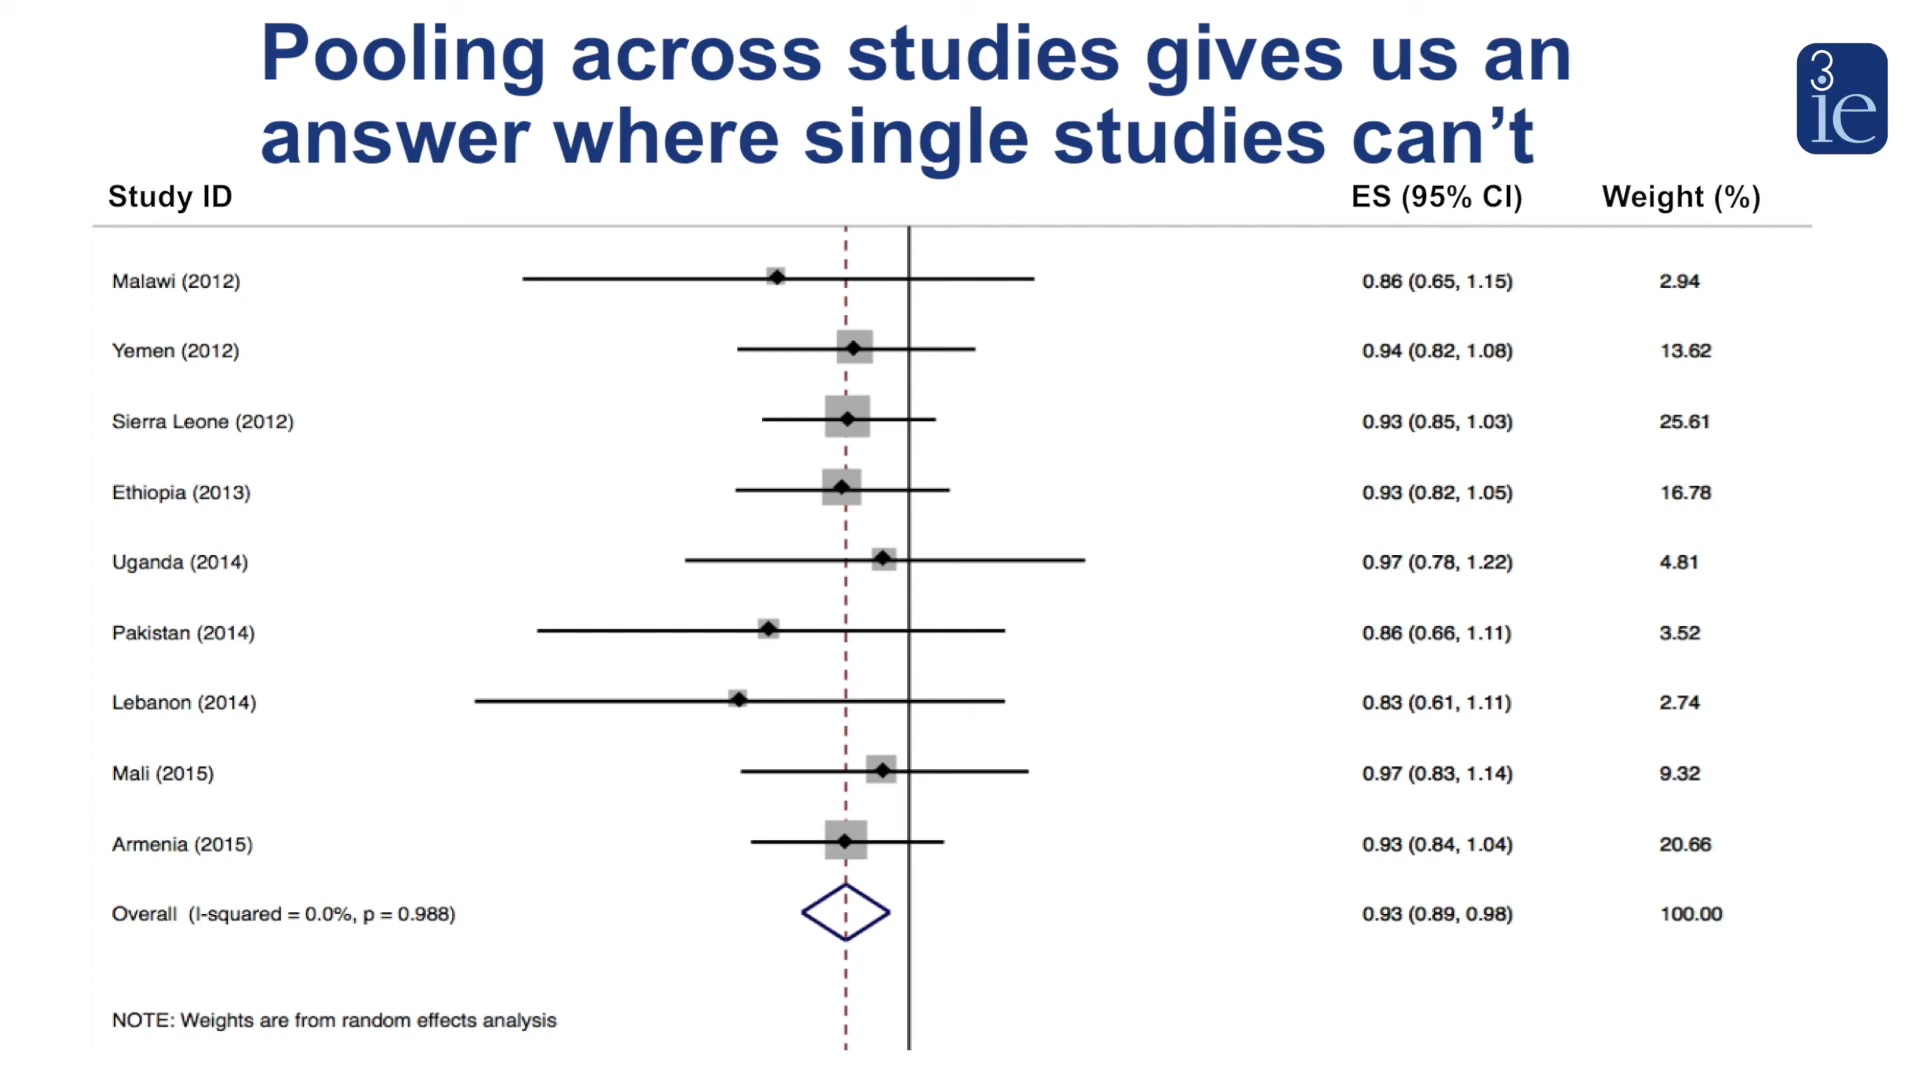 Pooling across studies gives us an
answer where single studies can’t
3
ie
Study ID ES (95% CI) Weight (%)
Malawi (2012) 0.86 (0.65, 1.15) 2.94
Yemen (2012) 0.94 (0.82, 1.08) 13.62
Sierra Leone (2012) 0.93 (0.85, 1.03) 25.61
Ethiopia (2013) 0.93 (0.82, 1.05) 16.78
Uganda (2014) 0.97 (0.78, 1.22) 4.81
Pakistan (2014) 0.86 (0.66, 1.11) 3.52
Lebanon (2014) 0.83 (0.61, 1.11) 2.74
Mali (2015) 0.97 (0.83, 1.14) 9.32
Armenia (2015) 0.93 (0.84, 1.04) 20.66
Overall (I-squared = 0.0%, p = 0.988) 0.93 (0.89, 0.98) 100.00
NOTE: Weights are from random effects analysis